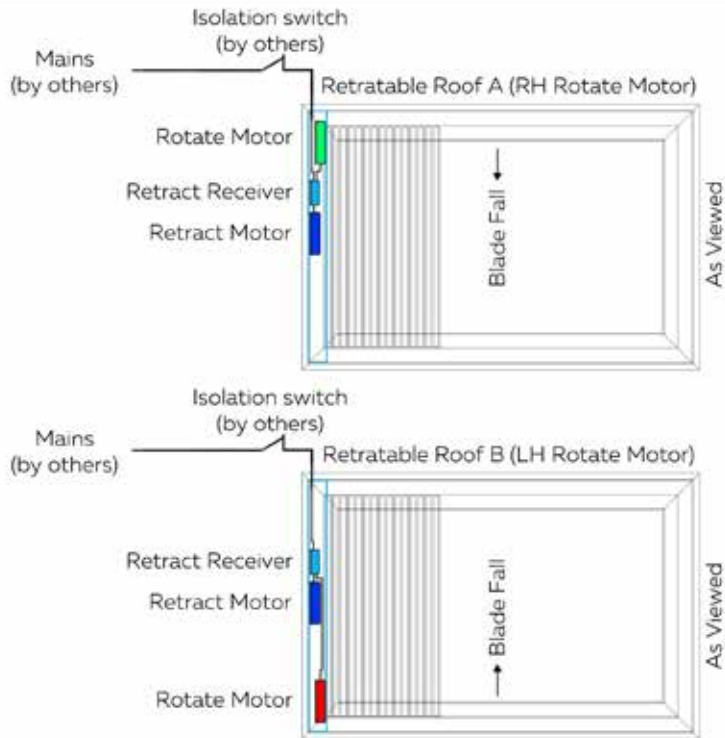 Isolation switch
(by others)
Mains
(by others)
Retratable Roof A (RH Rotate Motor)
Rotate Motor
Retract Receiver
Retract Motor
Blade Fall
As Viewed
Isolation switch
(by others)
Mains
(by others)
Retratable Roof B (LH Rotate Motor)
Retract Receiver
Retract Motor
Rotate Motor
Blade Fall
As Viewed